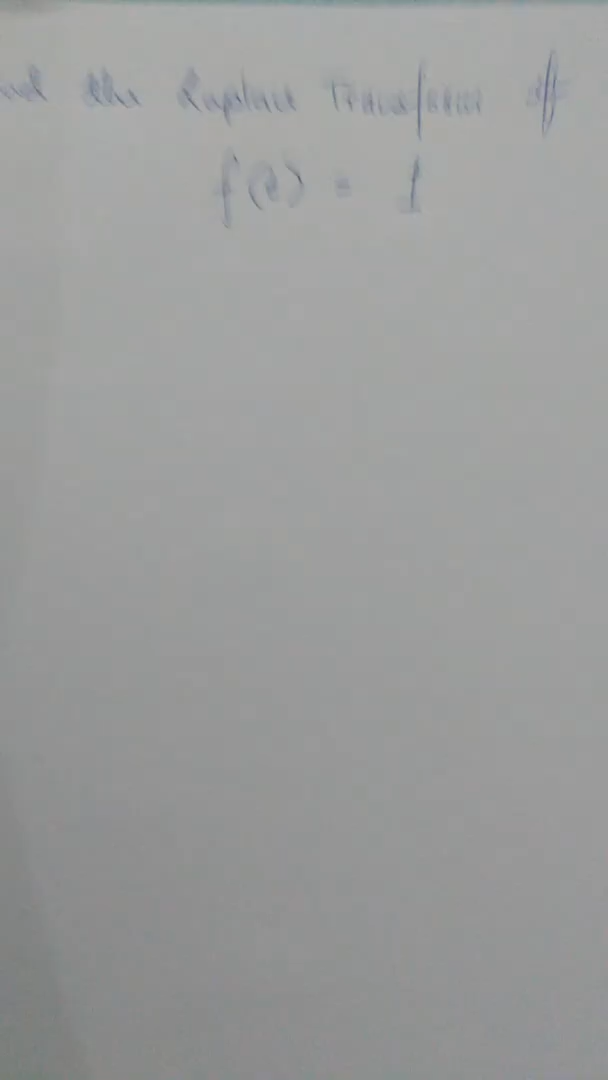 the Laplace Transform of
f(t) = 1